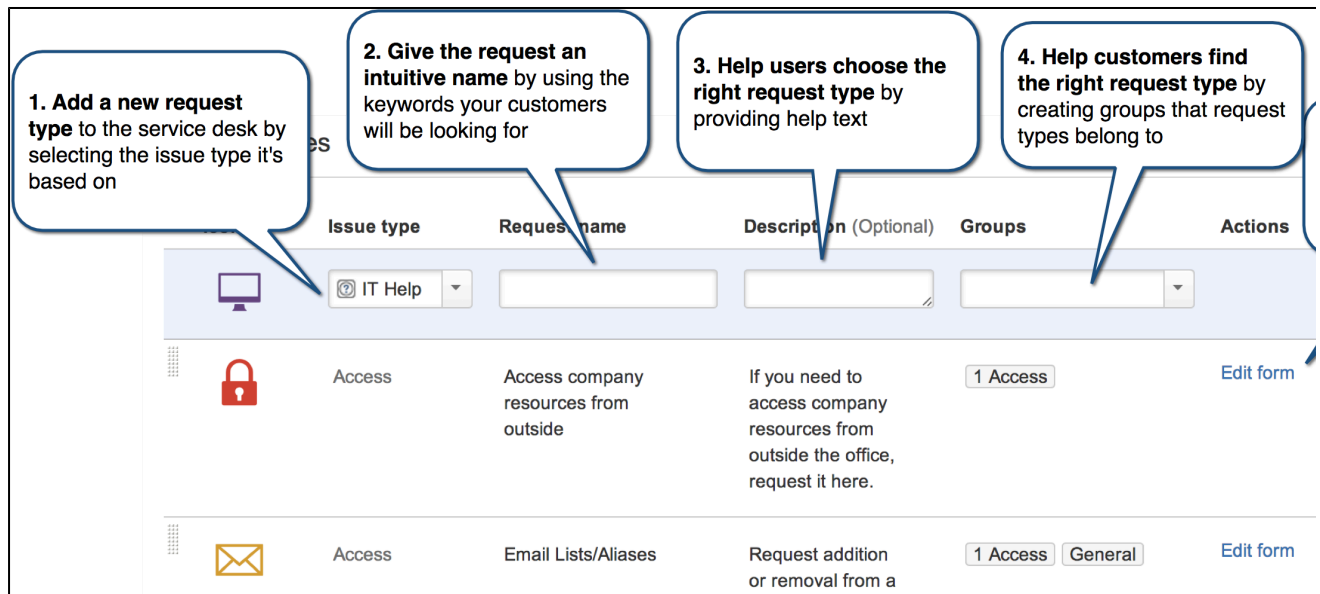 1. Add a new request
type to the service desk by
selecting the issue type it's
based on
2. Give the request an
intuitive name by using the
keywords your customers
will be looking for
3. Help users choose the
right request type by
providing help text
4. Help customers find
the right request type by
creating groups that request
types belong to
es
Issue type
Request name
Description (Optional)
Groups
Actions
IT Help
Access
Access company
resources from
outside
If you need to
access company
resources from
outside the office,
request it here.
1 Access
Edit form
Access
Email Lists/Aliases
Request addition
or removal from a
1 Access
General
Edit form